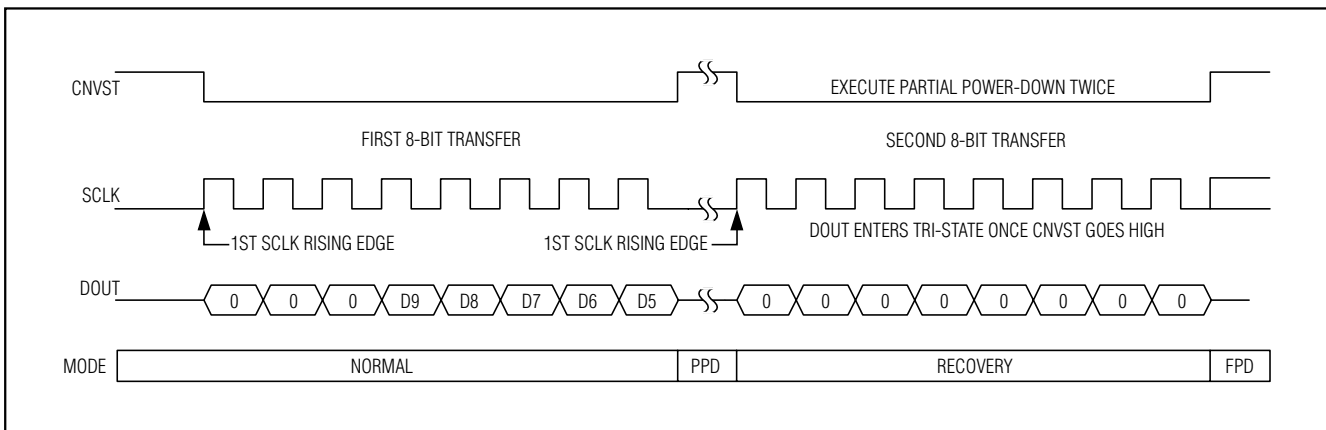 CNVST
EXECUTE PARTIAL POWER-DOWN TWICE
FIRST 8-BIT TRANSFER
SECOND 8-BIT TRANSFER
SCLK
1ST SCLK RISING EDGE
1ST SCLK RISING EDGE
DOUT ENTERS TRI-STATE ONCE CNVST GOES HIGH
DOUT
0 0 0 D9 D8 D7 D6 D5 0 0 0 0 0 0 0 0
MODE
NORMAL PPD RECOVERY FPD